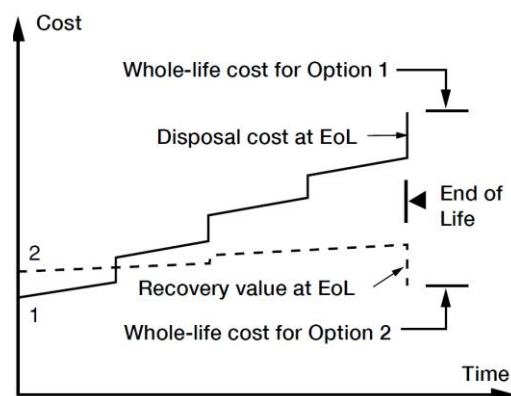 Cost
Whole-life cost for Option 1
Disposal cost at EoL
End of
Life
2
Recovery value at EoL
1
Whole-life cost for Option 2
Time